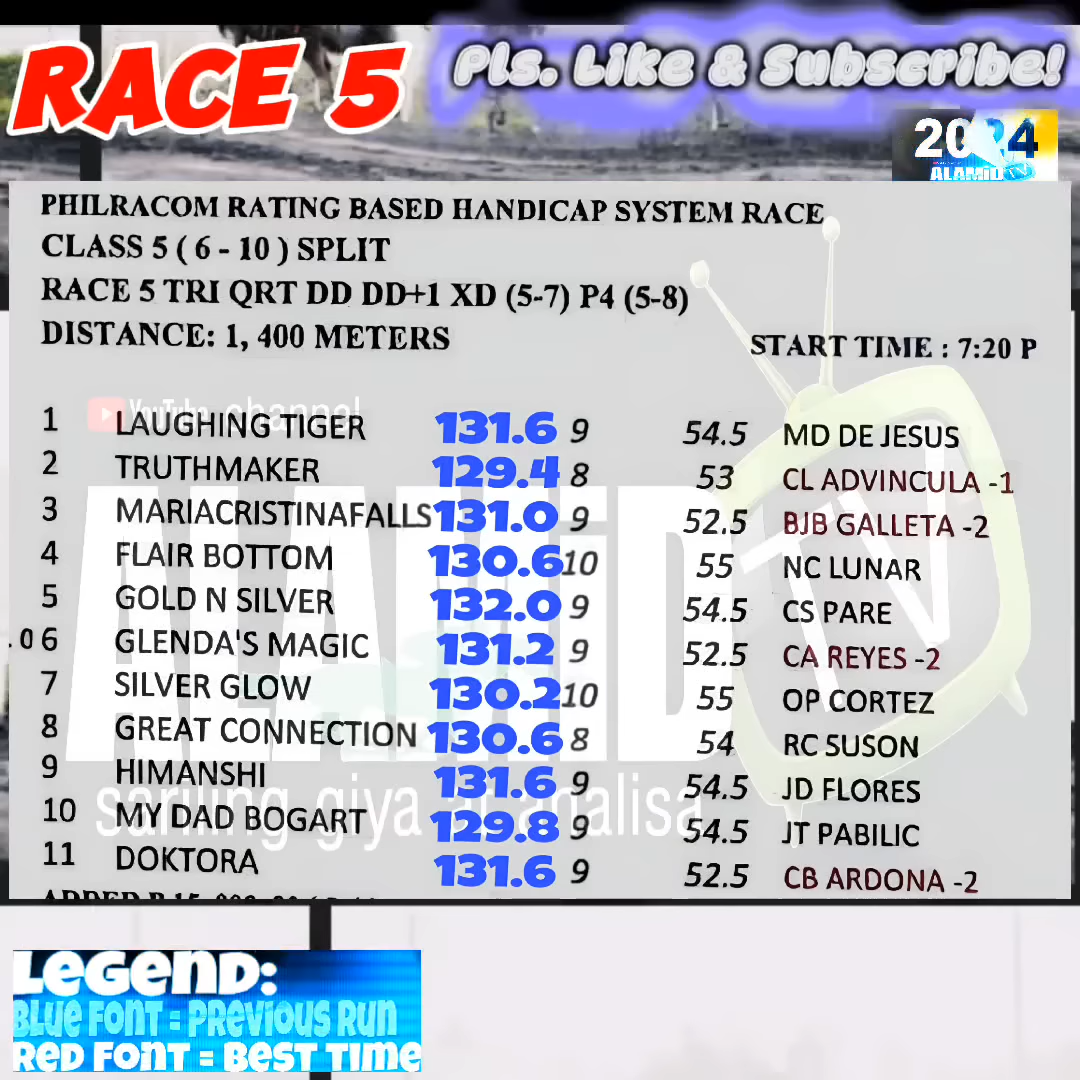 RACE 5
Pls. Like & Subscribe!
2024
ALAMiD TV
PHILRACOM RATING BASED HANDICAP SYSTEM RACE
CLASS 5 ( 6 - 10 ) SPLIT
RACE 5 TRI QRT DD DD+1 XD (5-7) P4 (5-8)
DISTANCE: 1, 400 METERS
START TIME : 7:20 P
YouTube channel
1 LAUGHING TIGER 131.6 9 54.5 MD DE JESUS
2 TRUTHMAKER 129.4 8 53 CL ADVINCULA -1
3 MARIACRISTINAFALLS 131.0 9 52.5 BJB GALLETA -2
4 FLAIR BOTTOM 130.6 10 55 NC LUNAR
5 GOLD N SILVER 132.0 9 54.5 CS PARE
.06 GLENDA'S MAGIC 131.2 9 52.5 CA REYES -2
7 SILVER GLOW 130.2 10 55 OP CORTEZ
8 GREAT CONNECTION 130.6 8 54 RC SUSON
9 HIMANSHI 131.6 9 54.5 JD FLORES
10 MY DAD BOGART 129.8 9 54.5 JT PABILIC
11 DOKTORA 131.6 9 52.5 CB ARDONA -2
ALAMiD TV
sariling giya at analisa
LEGEND:
BLUE FONT = PREVIOUS RUN
RED FONT = BEST TIME